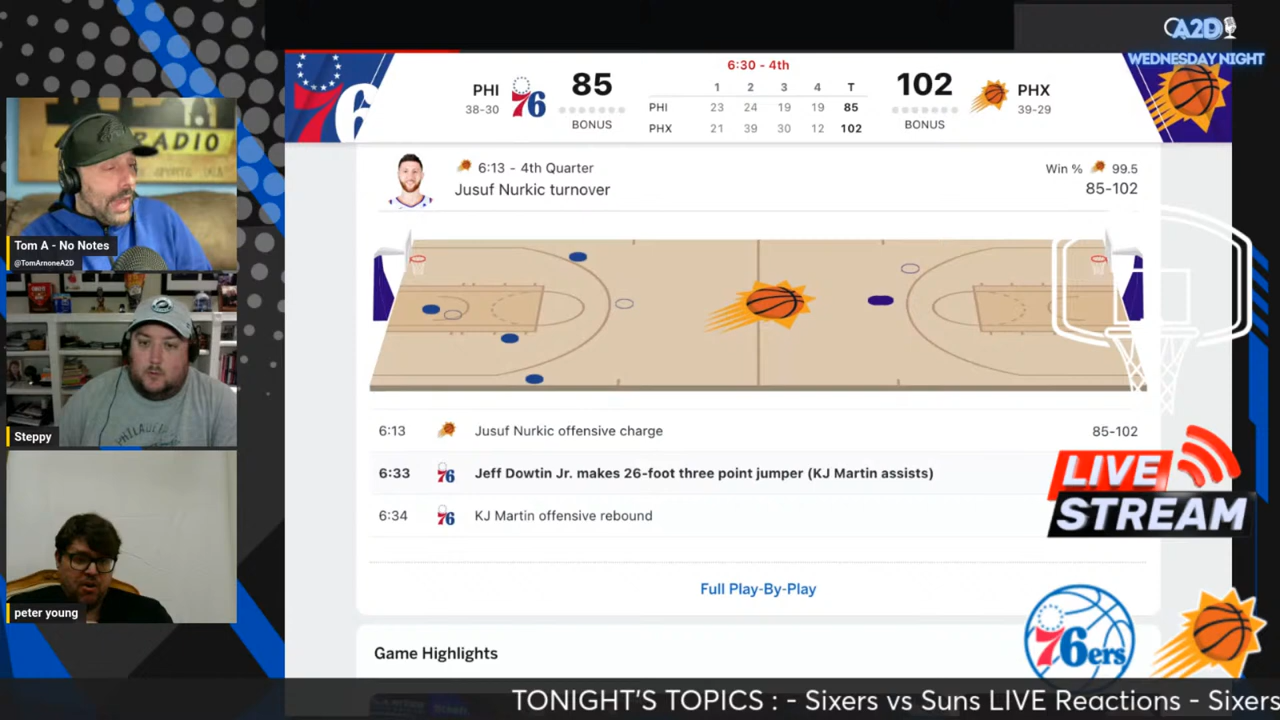 A2D
WEDNESDAY NIGHT
RADIO
Tom A - No Notes
@TomArnoneA2D
Steppy
peter young
PHI
38-30
76
85
BONUS
6:30 - 4th
1 2 3 4 T
PHI 23 24 19 19 85
PHX 21 39 30 12 102
102
BONUS
PHX
39-29
6:13 - 4th Quarter
Jusuf Nurkic turnover
Win % 99.5
85-102
6:13 Jusuf Nurkic offensive charge 85-102
6:33 76 Jeff Dowtin Jr. makes 26-foot three point jumper (KJ Martin assists)
6:34 76 KJ Martin offensive rebound
Full Play-By-Play
Game Highlights
LIVE
STREAM
76ers
TONIGHT'S TOPICS : - Sixers vs Suns LIVE Reactions - Sixers